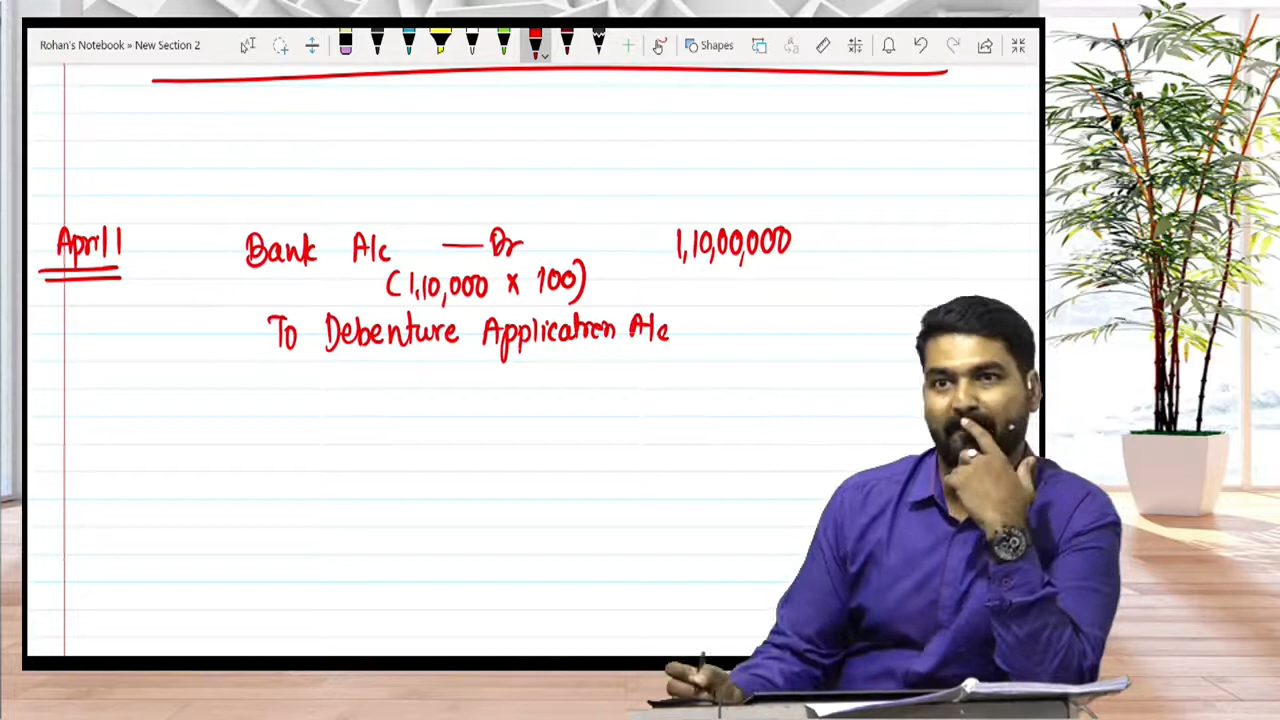 Rohan's Notebook » New Section 2
Shapes
April 1 Bank A/c — Dr 1,10,00,000
(1,10,000 × 100)
To Debenture Application A/c